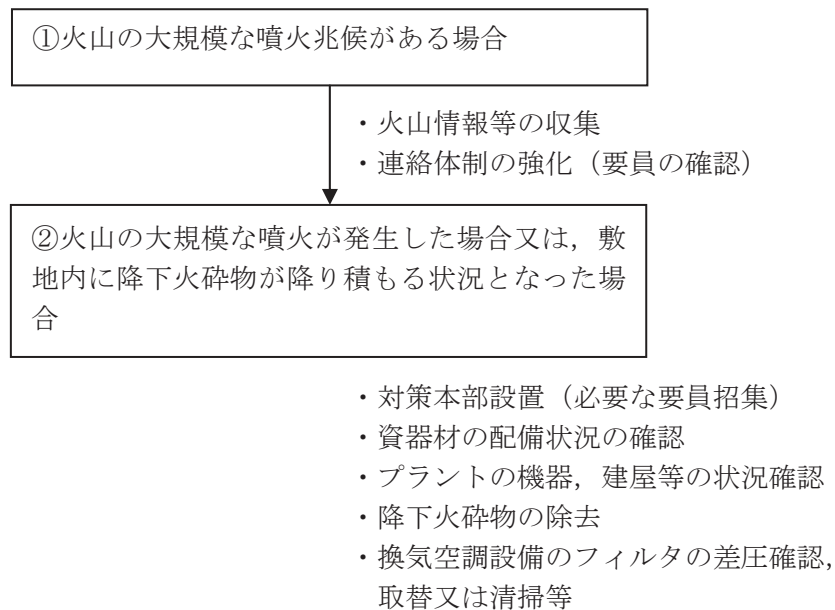 ①火山の大規模な噴火兆候がある場合
・火山情報等の収集
・連絡体制の強化（要員の確認）
②火山の大規模な噴火が発生した場合又は，敷
地内に降下火砕物が降り積もる状況となった場
合
・対策本部設置（必要な要員招集）
・資器材の配備状況の確認
・プラントの機器，建屋等の状況確認
・降下火砕物の除去
・換気空調設備のフィルタの差圧確認，
取替又は清掃等